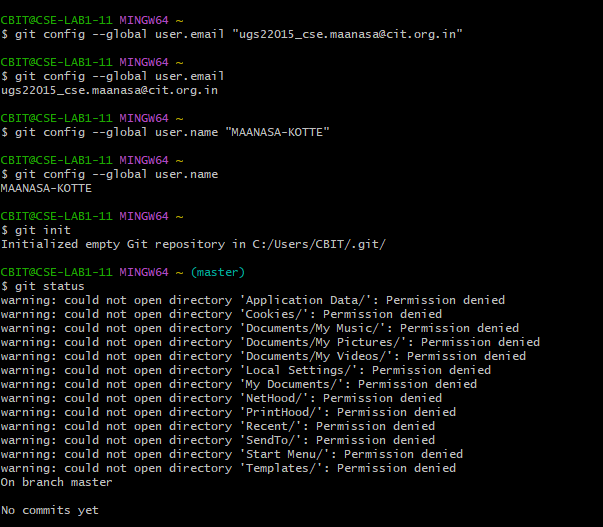 CBIT@CSE-LAB1-11 MINGW64 ~
$ git config --global user.email "ugs22015_cse.maanasa@cit.org.in"
CBIT@CSE-LAB1-11 MINGW64 ~
$ git config --global user.email
ugs22015_cse.maanasa@cit.org.in
CBIT@CSE-LAB1-11 MINGW64 ~
$ git config --global user.name "MAANASA-KOTTE"
CBIT@CSE-LAB1-11 MINGW64 ~
$ git config --global user.name
MAANASA-KOTTE
CBIT@CSE-LAB1-11 MINGW64 ~
$ git init
Initialized empty Git repository in C:/Users/CBIT/.git/
CBIT@CSE-LAB1-11 MINGW64 ~ (master)
$ git status
warning: could not open directory 'Application Data/': Permission denied
warning: could not open directory 'Cookies/': Permission denied
warning: could not open directory 'Documents/My Music/': Permission denied
warning: could not open directory 'Documents/My Pictures/': Permission denied
warning: could not open directory 'Documents/My Videos/': Permission denied
warning: could not open directory 'Local Settings/': Permission denied
warning: could not open directory 'My Documents/': Permission denied
warning: could not open directory 'NetHood/': Permission denied
warning: could not open directory 'PrintHood/': Permission denied
warning: could not open directory 'Recent/': Permission denied
warning: could not open directory 'SendTo/': Permission denied
warning: could not open directory 'Start Menu/': Permission denied
warning: could not open directory 'Templates/': Permission denied
On branch master
No commits yet